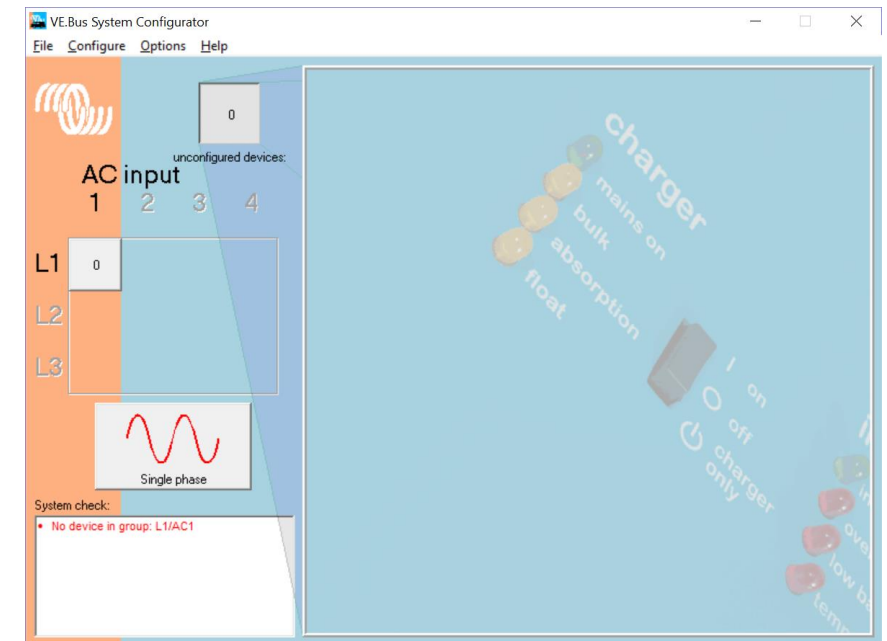 VE.Bus System Configurator
File Configure Options Help
0
unconfigured devices:
AC input
1 2 3 4
L1 0
L2
L3
Single phase
System check:
• No device in group: L1/AC1
charger
mains on
bulk
absorption
float
I on
O off
charger
only